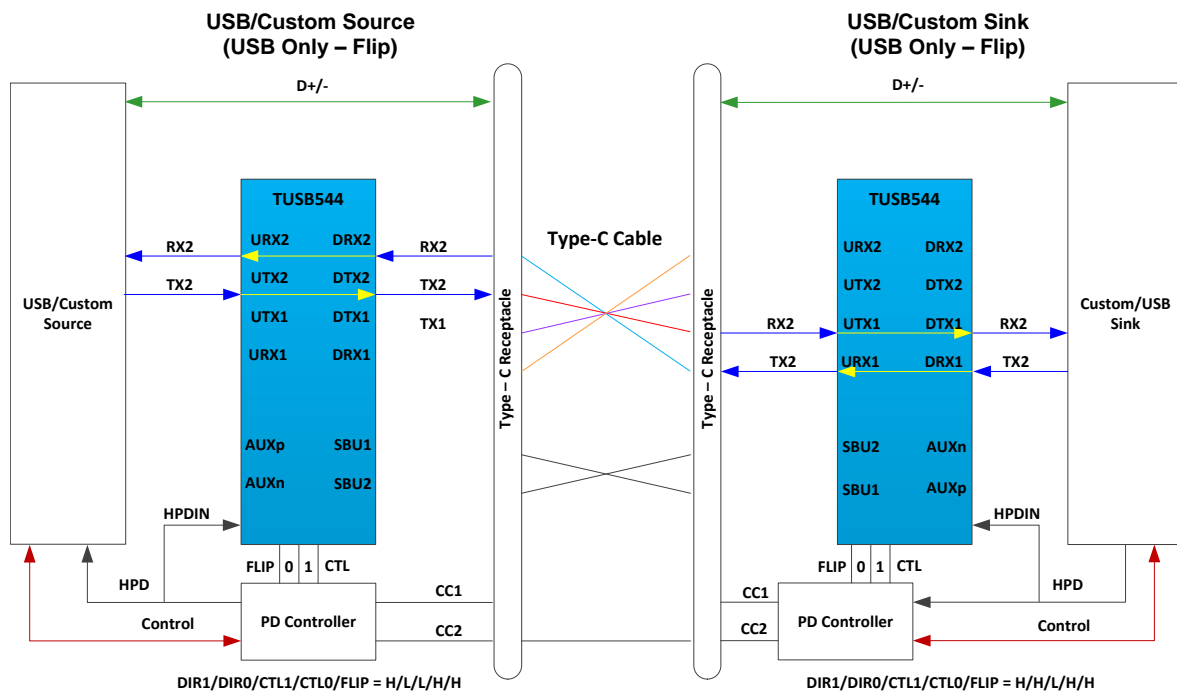 USB/Custom Source
(USB Only – Flip)
USB/Custom Sink
(USB Only – Flip)
D+/-
D+/-
TUSB544
TUSB544
Type-C Cable
RX2
URX2
DRX2
RX2
TX2
UTX2
DTX2
TX2
UTX1
DTX1
TX1
URX1
DRX1
AUXp
SBU1
AUXn
SBU2
USB/Custom
Source
Type – C Receptacle
Type – C Receptacle
URX2
DRX2
UTX2
DTX2
RX2
UTX1
DTX1
RX2
TX2
URX1
DRX1
TX2
SBU2
AUXn
SBU1
AUXp
Custom/USB
Sink
HPDIN
HPDIN
FLIP
0
1
CTL
FLIP
0
1
CTL
HPD
HPD
Control
Control
PD Controller
PD Controller
CC1
CC2
CC1
CC2
DIR1/DIR0/CTL1/CTL0/FLIP = H/L/L/H/H
DIR1/DIR0/CTL1/CTL0/FLIP = H/H/L/H/H